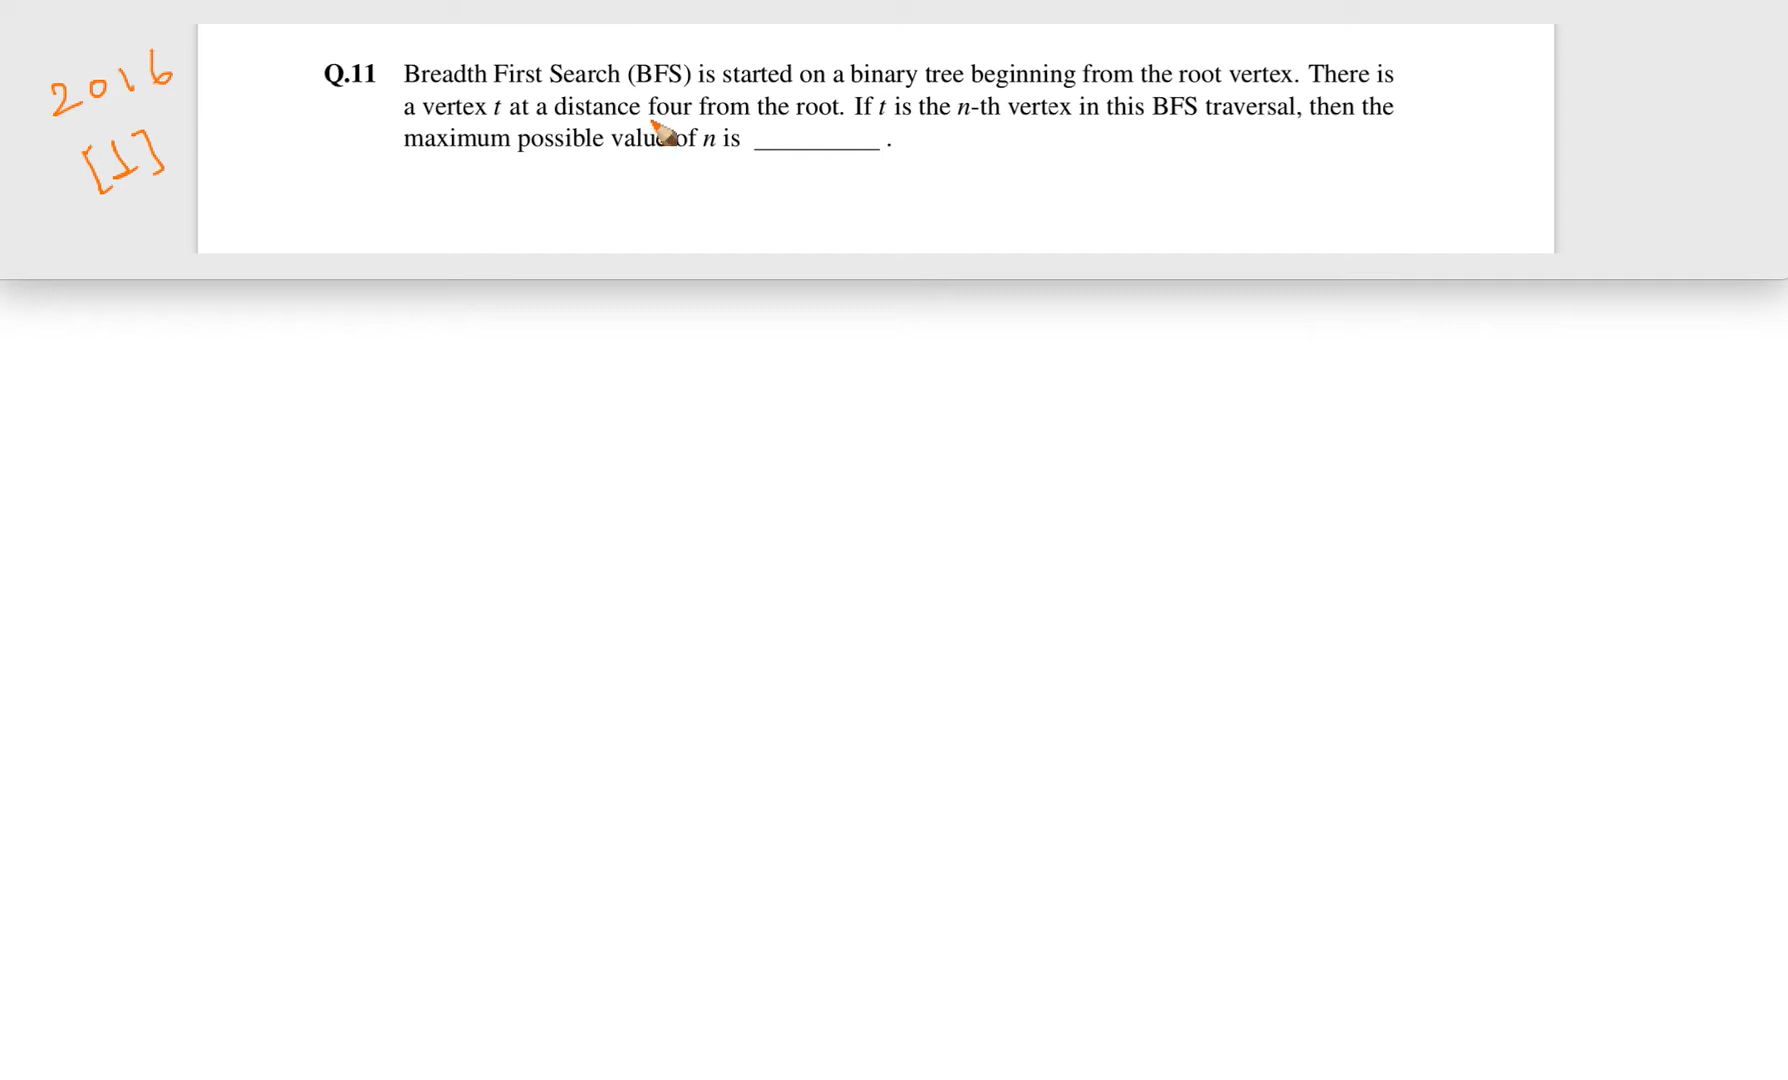 2016
[1]
Q.11 Breadth First Search (BFS) is started on a binary tree beginning from the root vertex. There is
a vertex t at a distance four from the root. If t is the n-th vertex in this BFS traversal, then the
maximum possible value of n is __________ .